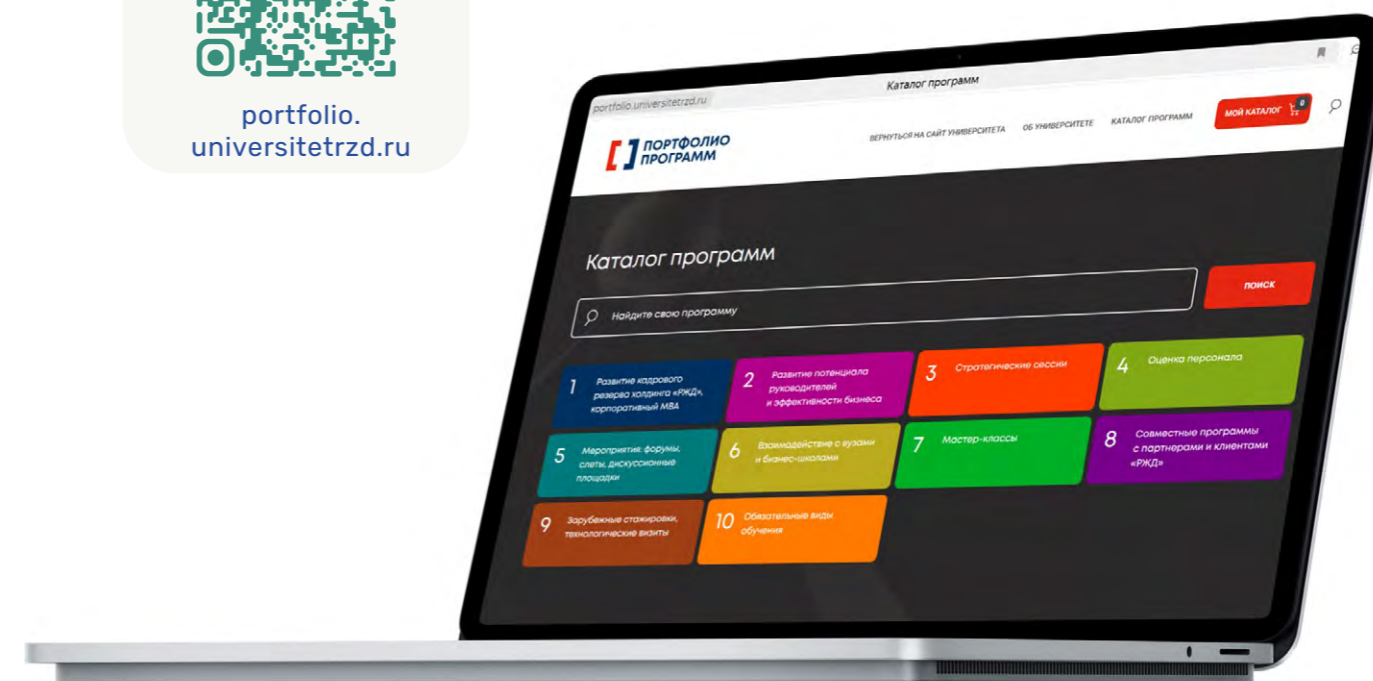 portfolio.
universitetrzd.ru
portfolio.universitetrzd.ru
Каталог программ
ПОРТФОЛИО
ПРОГРАММ
ВЕРНУТЬСЯ НА САЙТ УНИВЕРСИТЕТА
ОБ УНИВЕРСИТЕТЕ
КАТАЛОГ ПРОГРАММ
МОЙ КАТАЛОГ
0
Каталог программ
Найдите свою программу
ПОИСК
1 Развитие кадрового
резерва холдинга «РЖД»,
корпоративный МВА
2 Развитие потенциала
руководителей
и эффективности бизнеса
3 Стратегические сессии
4 Оценка персонала
5 Мероприятия: форумы,
слеты, дискуссионные
площадки
6 Взаимодействие с вузами
и бизнес-школами
7 Мастер-классы
8 Совместные программы
с партнерами и клиентами
«РЖД»
9 Зарубежные стажировки,
технологические визиты
10 Обязательные виды
обучения